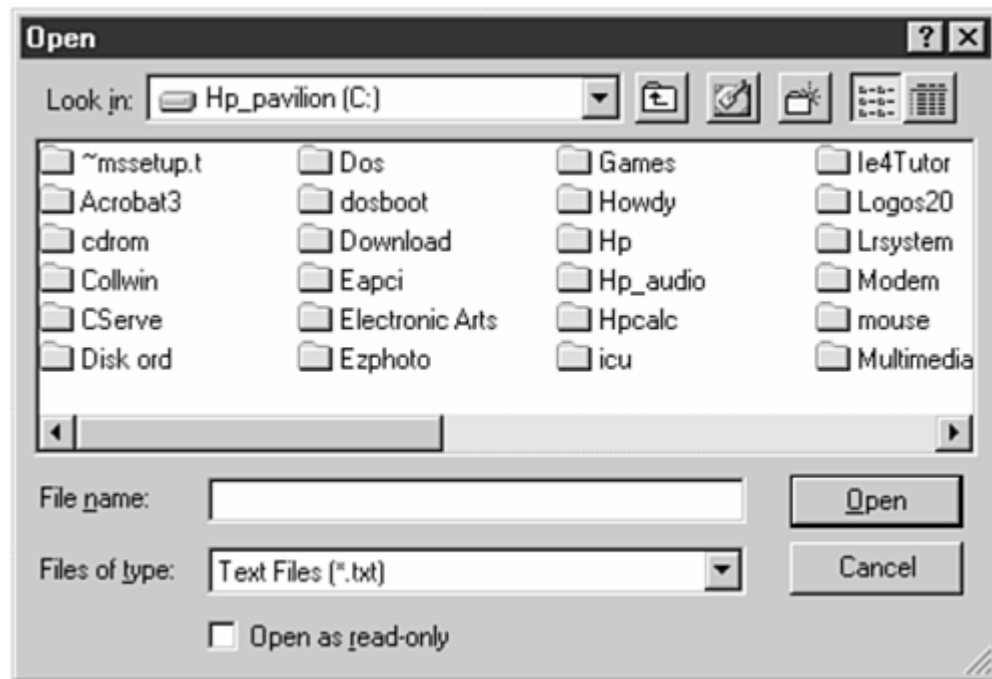 Open
Look in: Hp_pavilion (C:)
~mssetup.t Dos Games Ie4Tutor
Acrobat3 dosboot Howdy Logos20
cdrom Download Hp Lrsystem
Collwin Eapci Hp_audio Modem
CServe Electronic Arts Hpcalc mouse
Disk ord Ezphoto icu Multimedia
File name: Open
Files of type: Text Files (*.txt) Cancel
Open as read-only